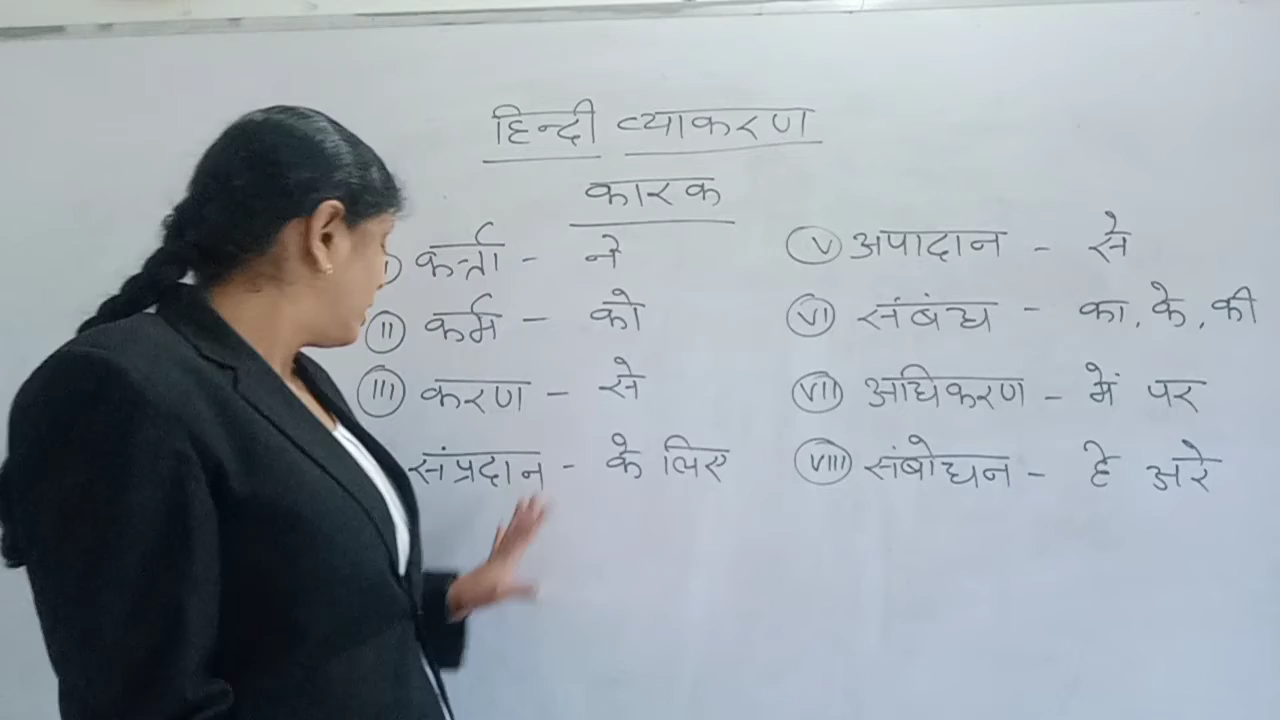 हिन्दी व्याकरण
कारक
I कर्त्ता - ने
II कर्म - को
III करण - से
संप्रदान - के लिए
V अपादान - से
VI संबंध - का, के, की
VII अधिकरण - में पर
VIII संबोधन - हे अरे